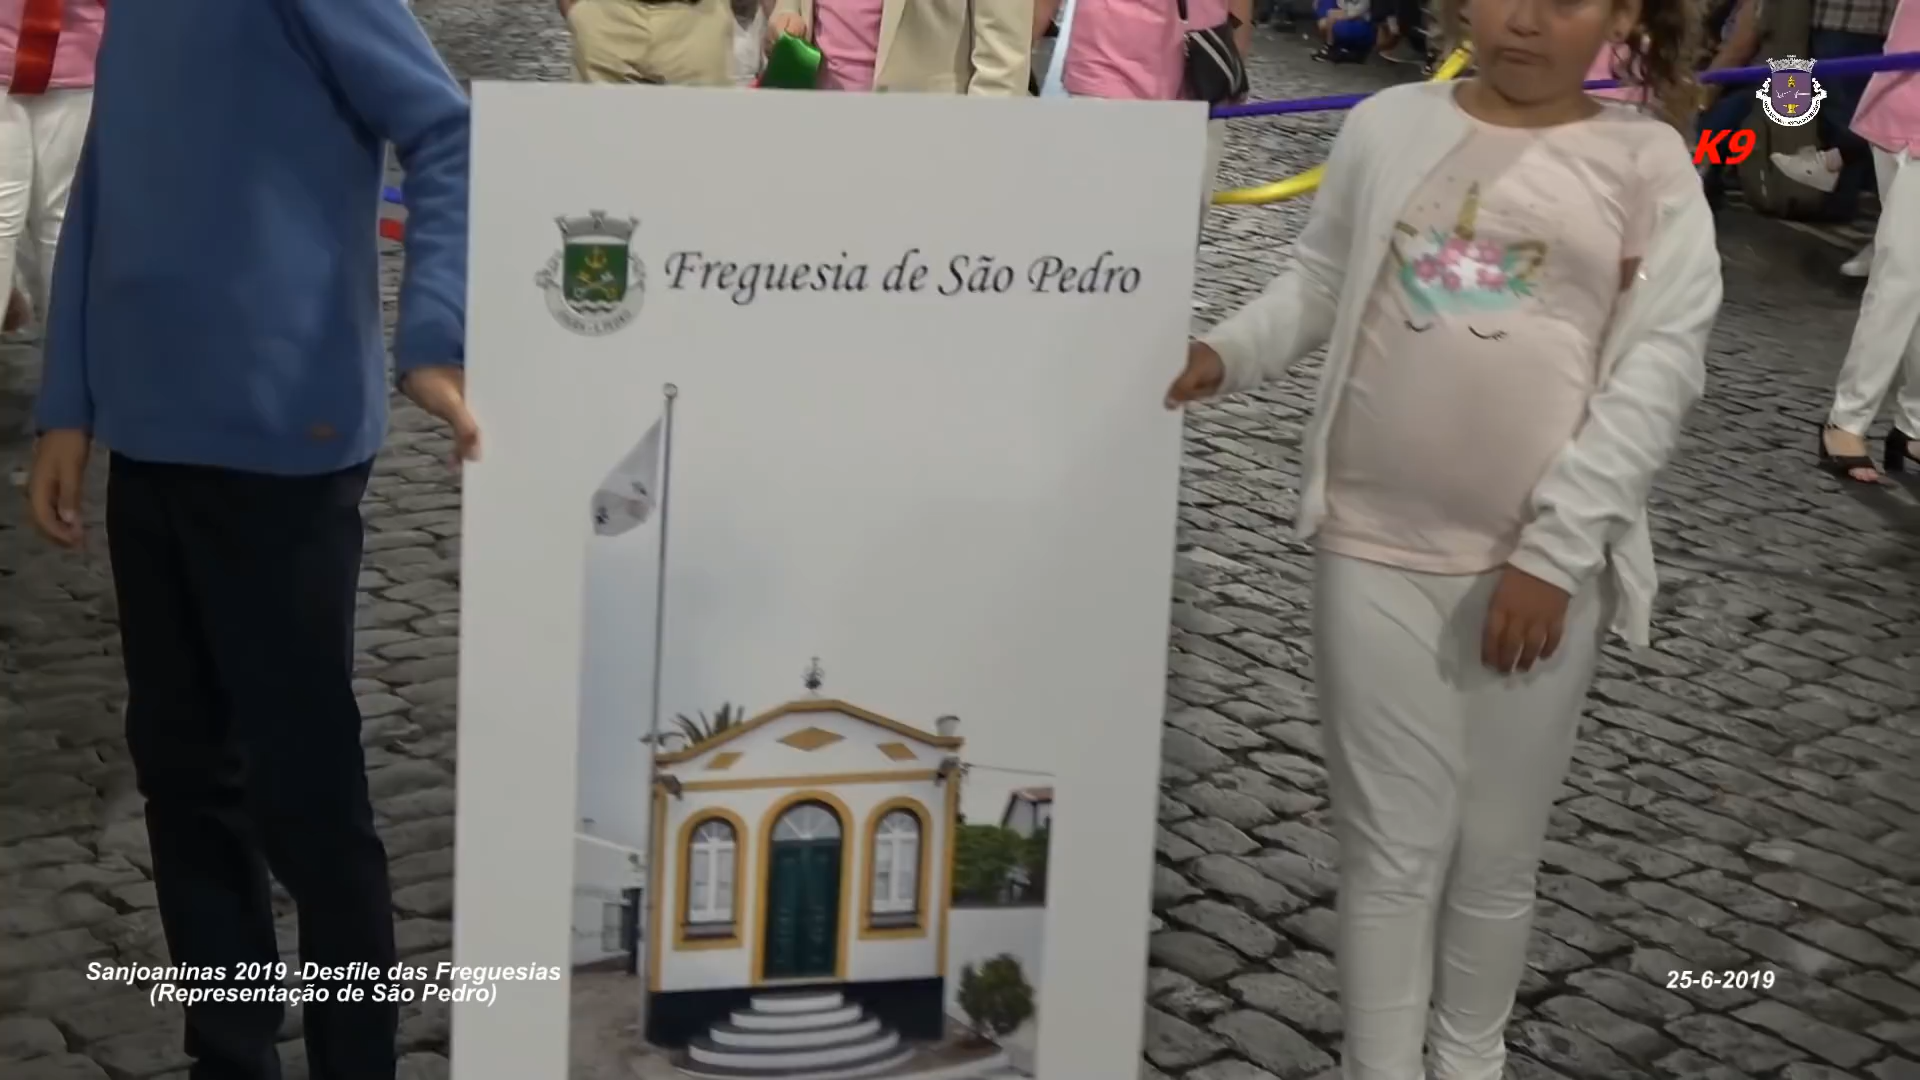 K9
Freguesia de São Pedro
Sanjoaninas 2019 -Desfile das Freguesias
(Representação de São Pedro)
25-6-2019